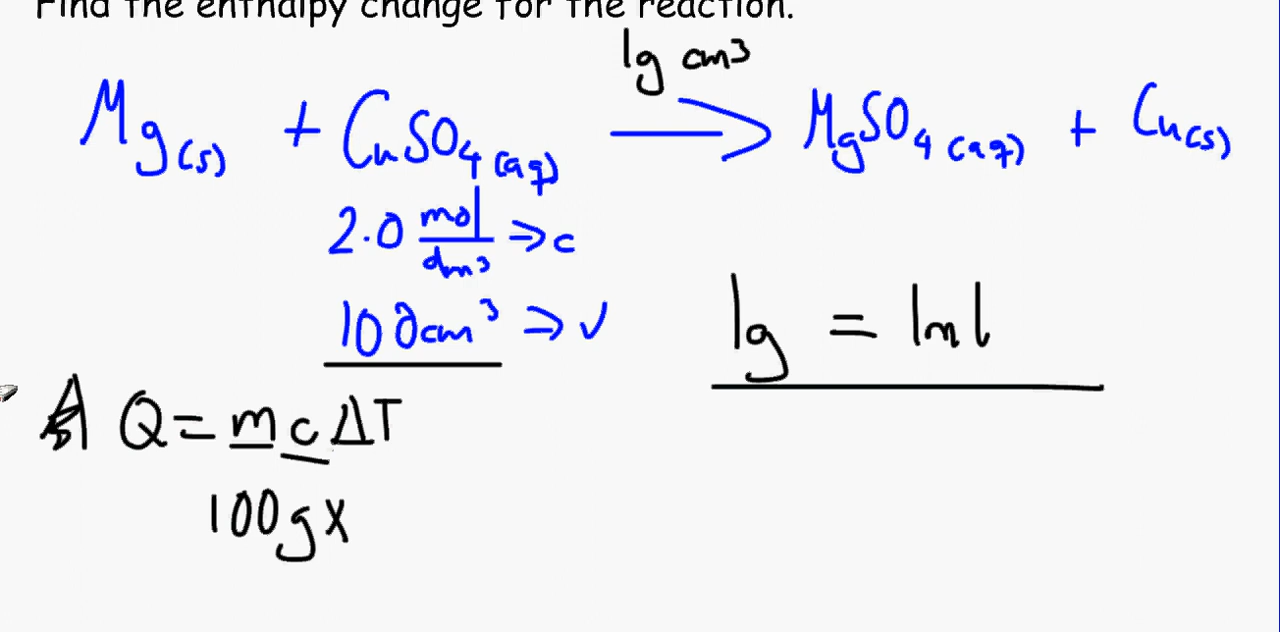 Find the enthalpy change for the reaction.
1g cm³
Mg(s) + CuSO₄(aq) → MgSO₄(aq) + Cu(s)
2.0 mol/dm³ ⇒ c
100cm³ ⇒ V
1g = 1ml
Q = mcΔT
100g x